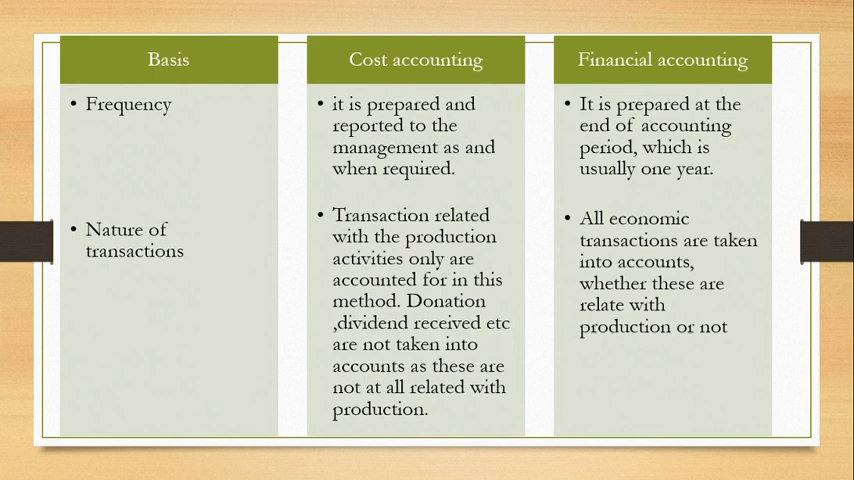 Basis
• Frequency
• Nature of
transactions
Cost accounting
• it is prepared and
reported to the
management as and
when required.
• Transaction related
with the production
activities only are
accounted for in this
method. Donation
,dividend received etc
are not taken into
accounts as these are
not at all related with
production.
Financial accounting
• It is prepared at the
end of accounting
period, which is
usually one year.
• All economic
transactions are taken
into accounts,
whether these are
relate with
production or not